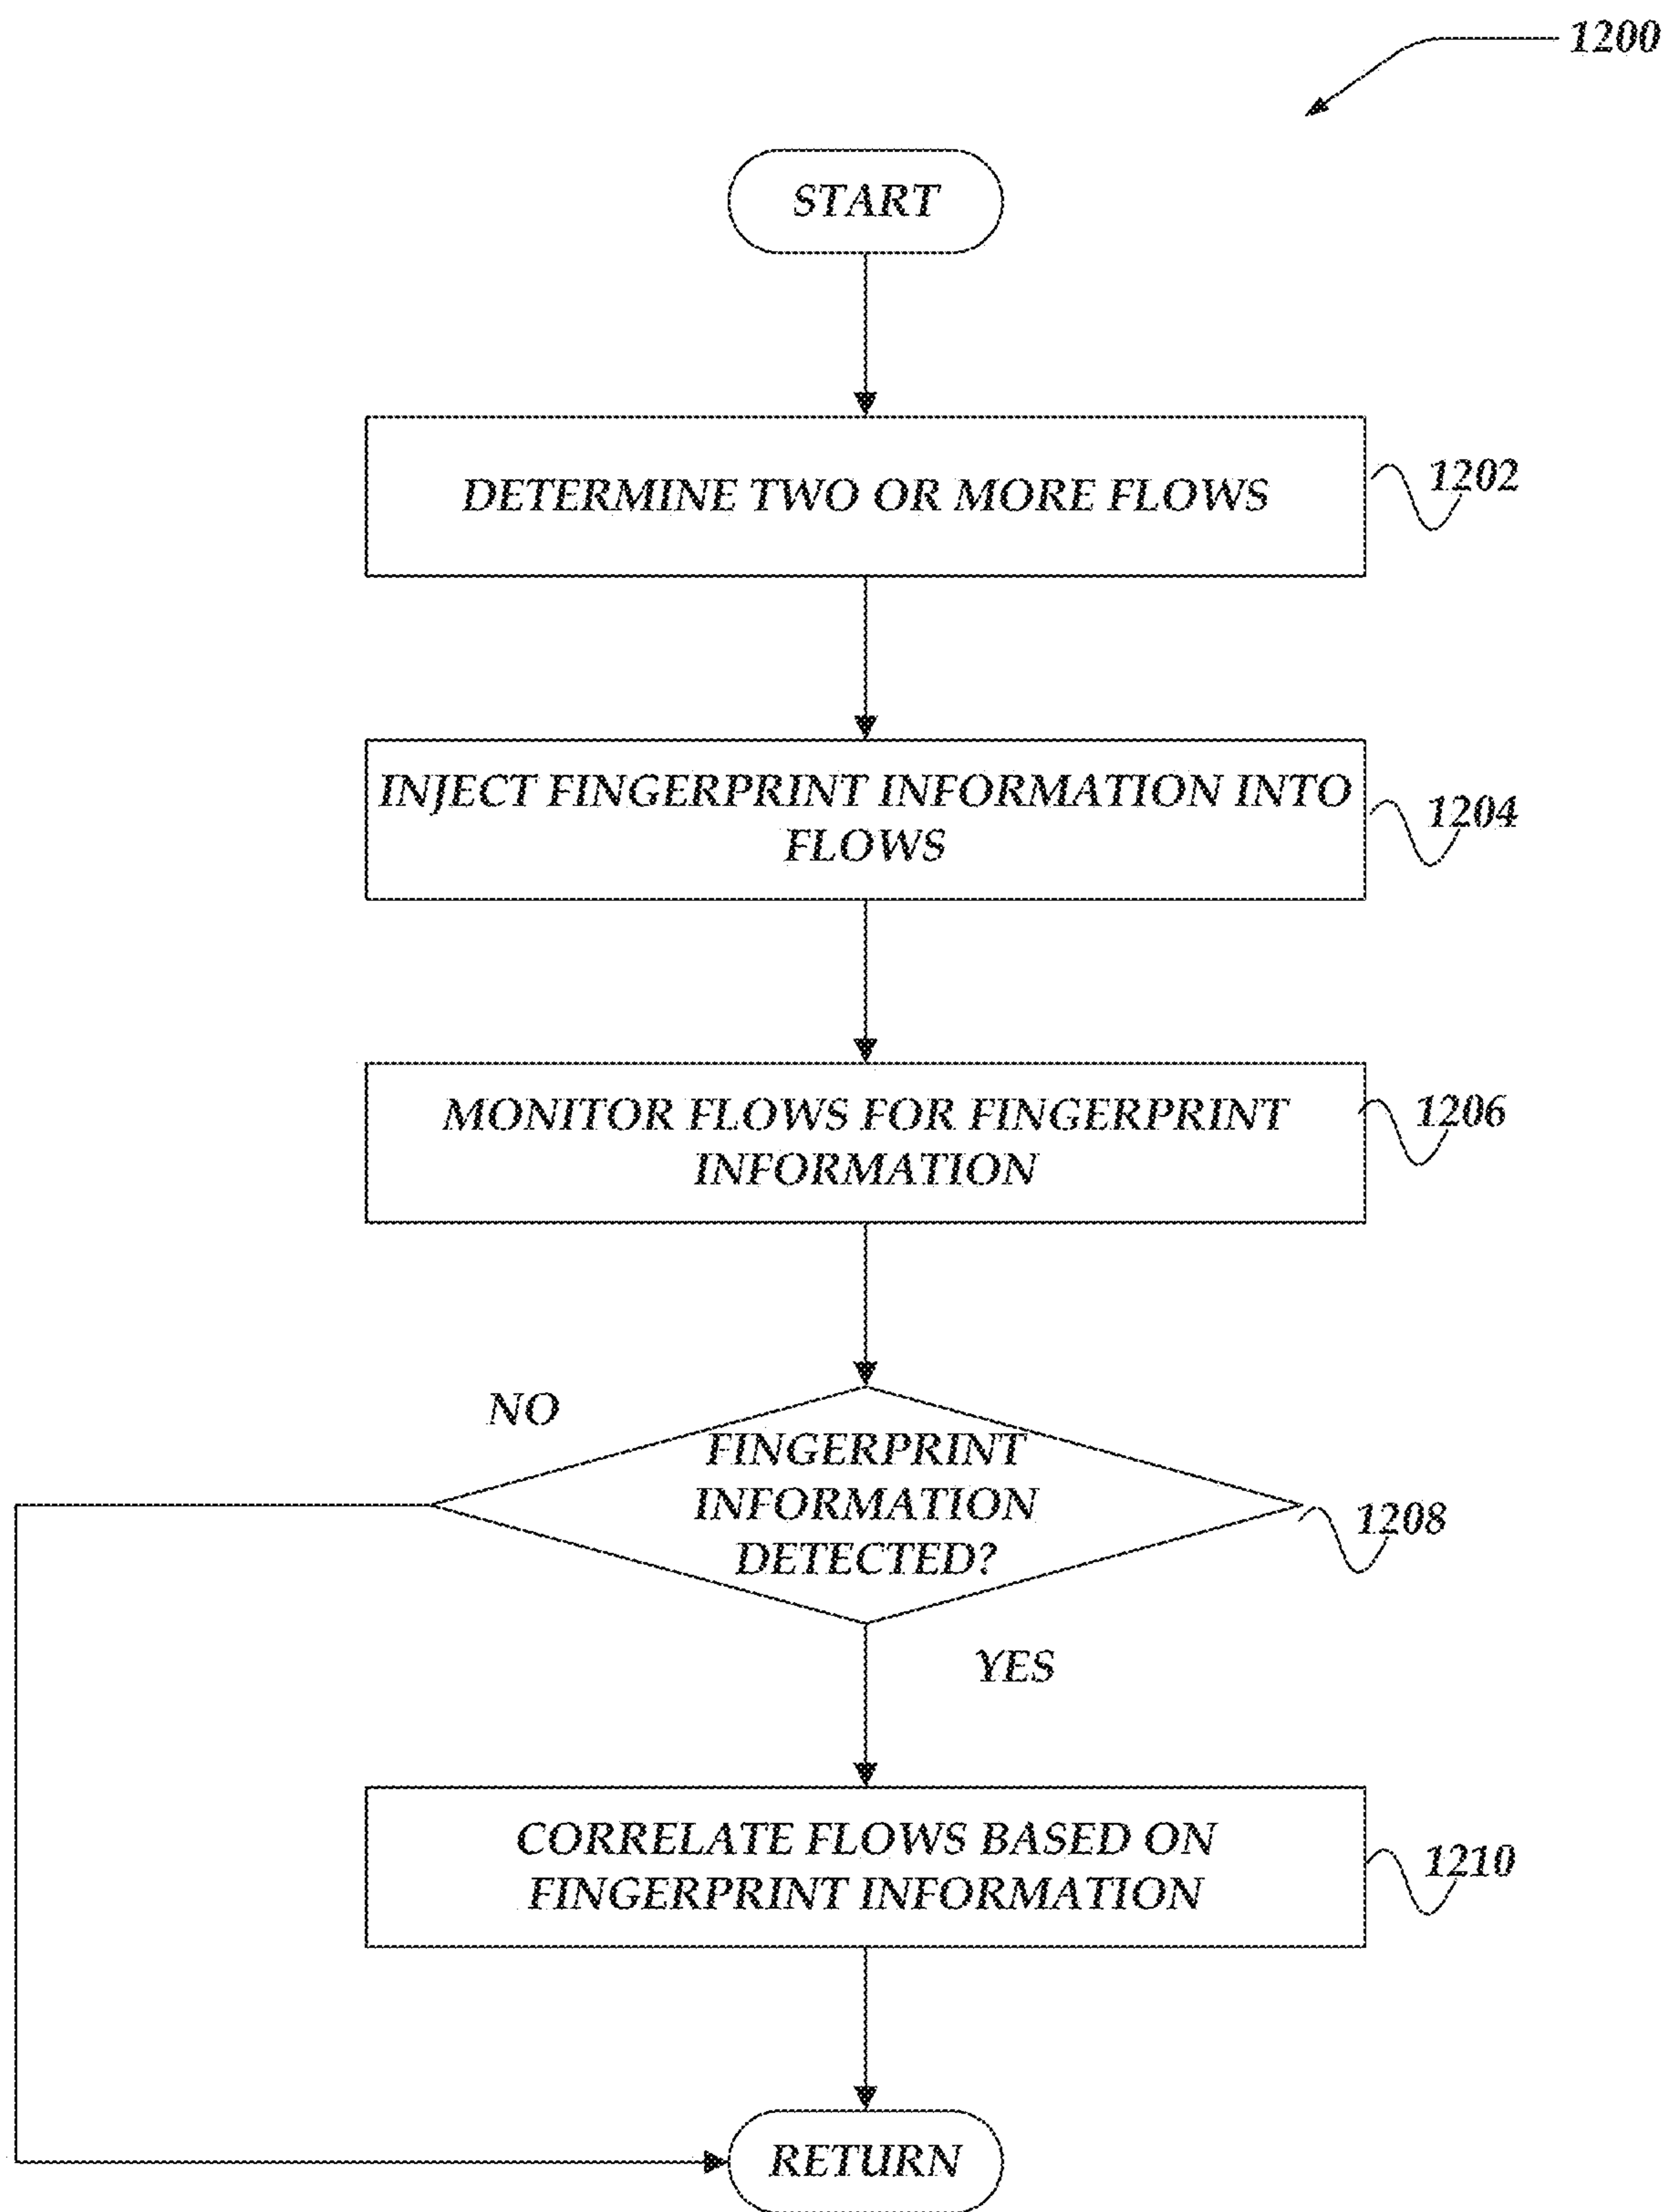 1200
START
DETERMINE TWO OR MORE FLOWS
1202
INJECT FINGERPRINT INFORMATION INTO
FLOWS
1204
MONITOR FLOWS FOR FINGERPRINT
INFORMATION
1206
NO
FINGERPRINT
INFORMATION
DETECTED?
1208
YES
CORRELATE FLOWS BASED ON
FINGERPRINT INFORMATION
1210
RETURN